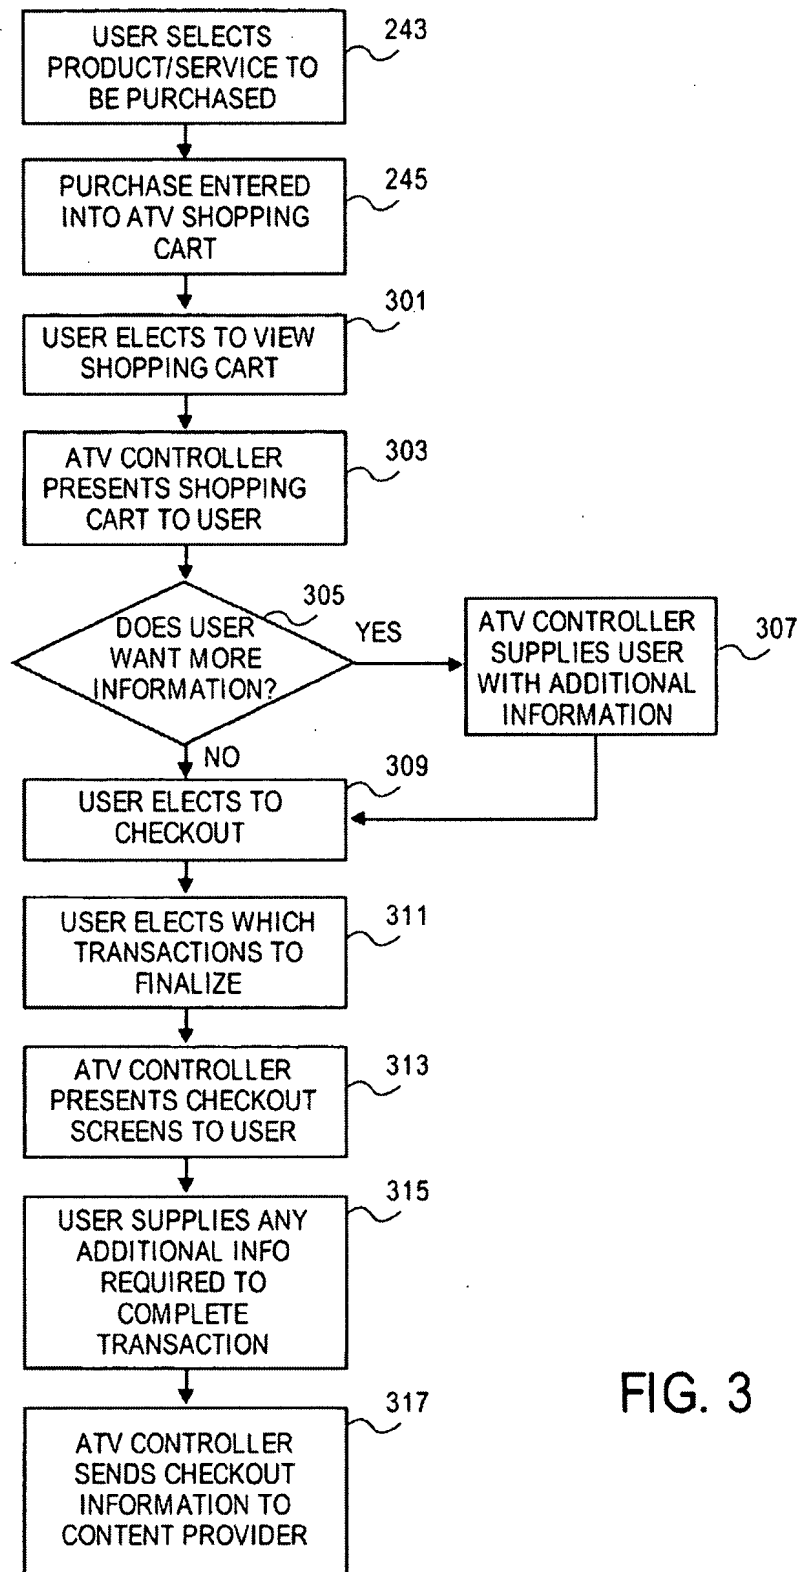 243
USER SELECTS
PRODUCT/SERVICE TO
BE PURCHASED
245
PURCHASE ENTERED
INTO ATV SHOPPING
CART
301
USER ELECTS TO VIEW
SHOPPING CART
303
ATV CONTROLLER
PRESENTS SHOPPING
CART TO USER
305
DOES USER
WANT MORE
INFORMATION?
YES
ATV CONTROLLER
SUPPLIES USER
WITH ADDITIONAL
INFORMATION
307
NO
309
USER ELECTS TO
CHECKOUT
311
USER ELECTS WHICH
TRANSACTIONS TO
FINALIZE
313
ATV CONTROLLER
PRESENTS CHECKOUT
SCREENS TO USER
315
USER SUPPLIES ANY
ADDITIONAL INFO
REQUIRED TO
COMPLETE
TRANSACTION
317
ATV CONTROLLER
SENDS CHECKOUT
INFORMATION TO
CONTENT PROVIDER
FIG. 3